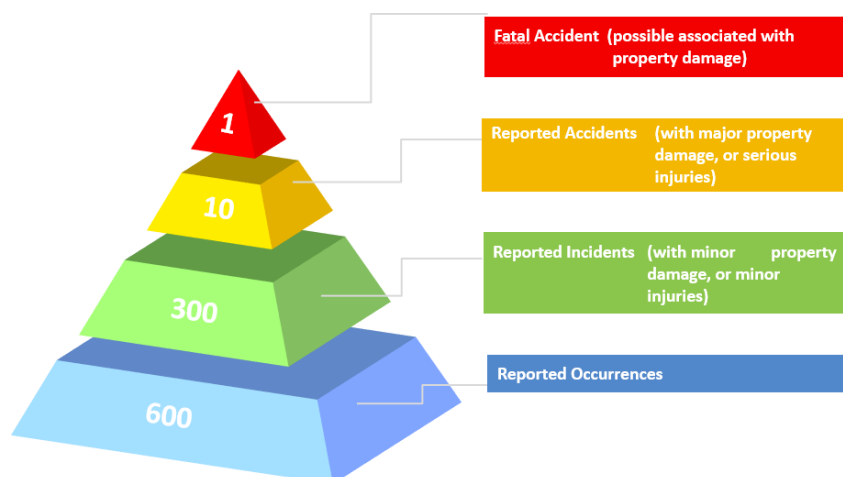 Fatal Accident (possible associated with
property damage)
1
Reported Accidents (with major property
damage, or serious
injuries)
10
Reported Incidents (with minor property
damage, or minor
injuries)
300
Reported Occurrences
600